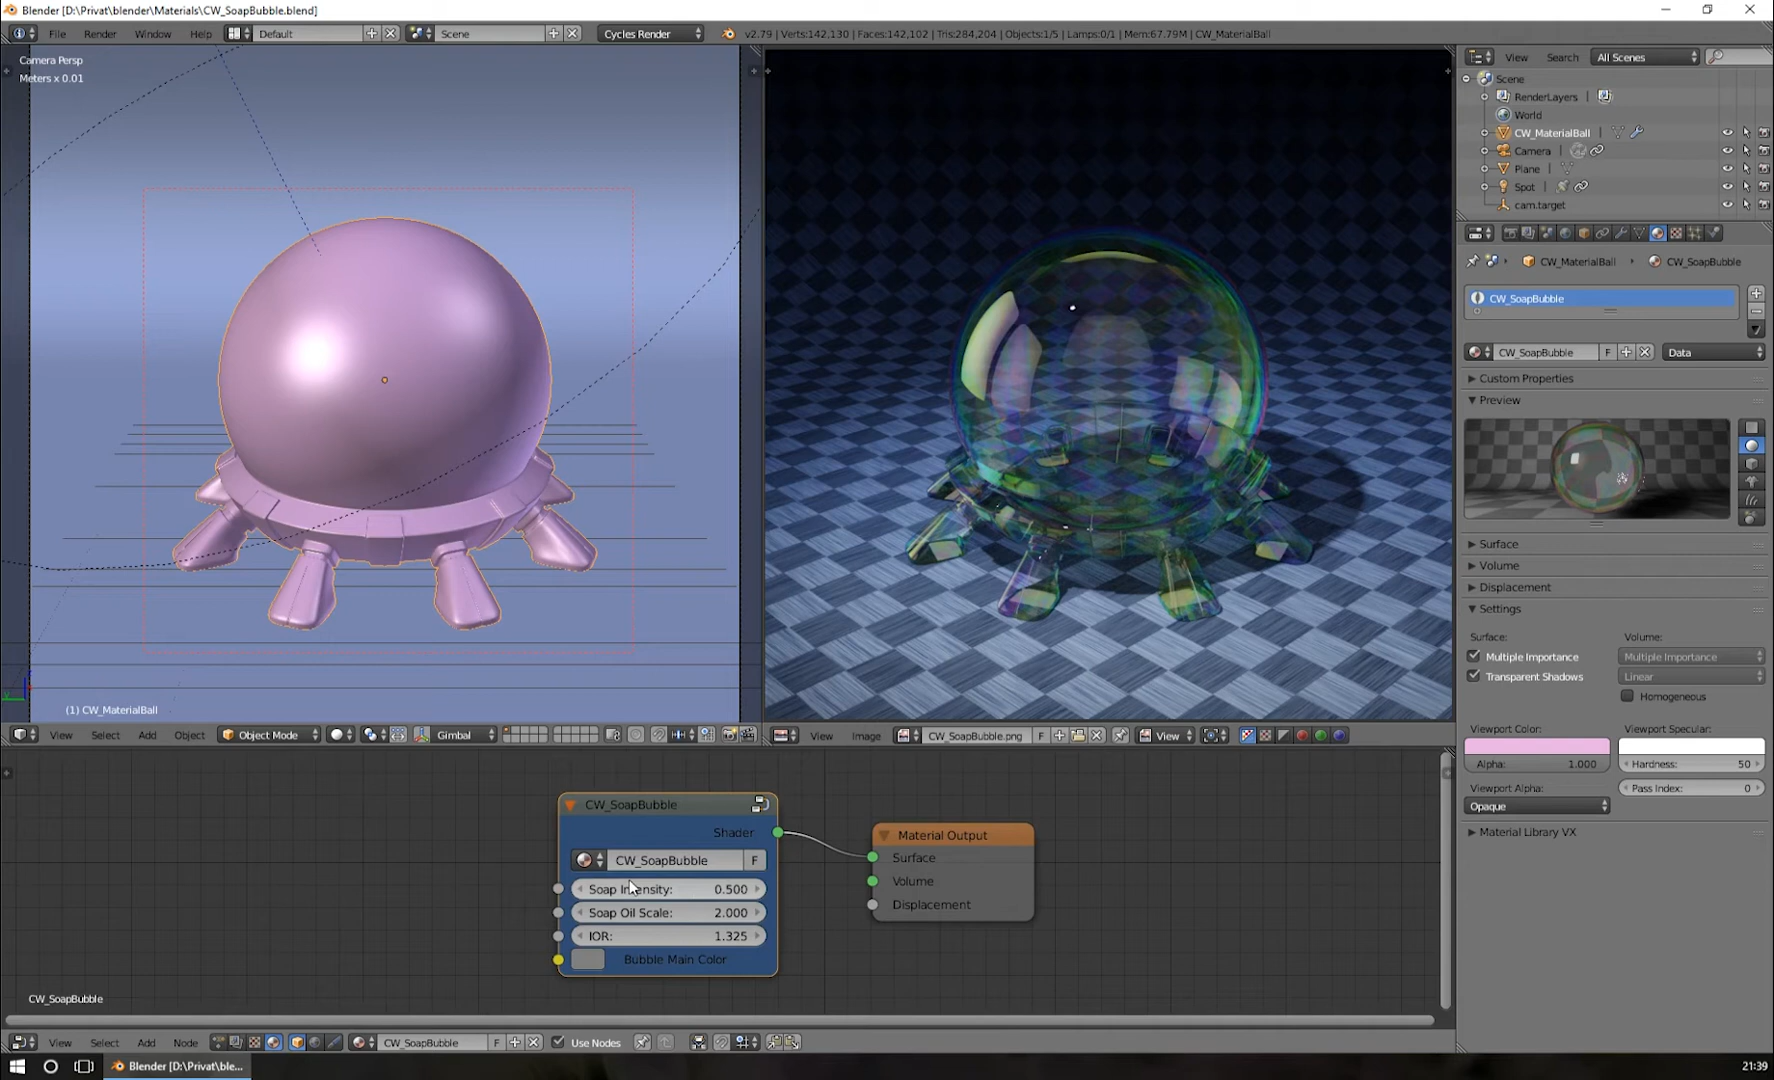 Blender [D:\Privat\blender\Materials\CW_SoapBubble.blend]
File Render Window Help Default Scene Cycles Render v2.79 | Verts:142,130 | Faces:142,102 | Tris:284,204 | Objects:1/5 | Lamps:0/1 | Mem:67.79M | CW_MaterialBall
Camera Persp
Meters x 0.01
(1) CW_MaterialBall
View Select Add Object Object Mode Gimbal
View Image CW_SoapBubble.png F View
View Search All Scenes
Scene
RenderLayers
World
CW_MaterialBall
Camera
Plane
Spot
cam.target
CW_MaterialBall CW_SoapBubble
CW_SoapBubble
CW_SoapBubble F Data
Custom Properties
Preview
Surface
Volume
Displacement
Settings
Surface: Volume:
Multiple Importance Multiple Importance
Transparent Shadows Linear
Homogeneous
Viewport Color: Viewport Specular:
Alpha: 1.000 Hardness: 50
Viewport Alpha: Pass Index: 0
Opaque
Material Library VX
CW_SoapBubble
Shader
CW_SoapBubble F
Soap Intensity: 0.500
Soap Oil Scale: 2.000
IOR: 1.325
Bubble Main Color
Material Output
Surface
Volume
Displacement
CW_SoapBubble
View Select Add Node CW_SoapBubble F Use Nodes
Blender [D:\Privat\ble...
21:39